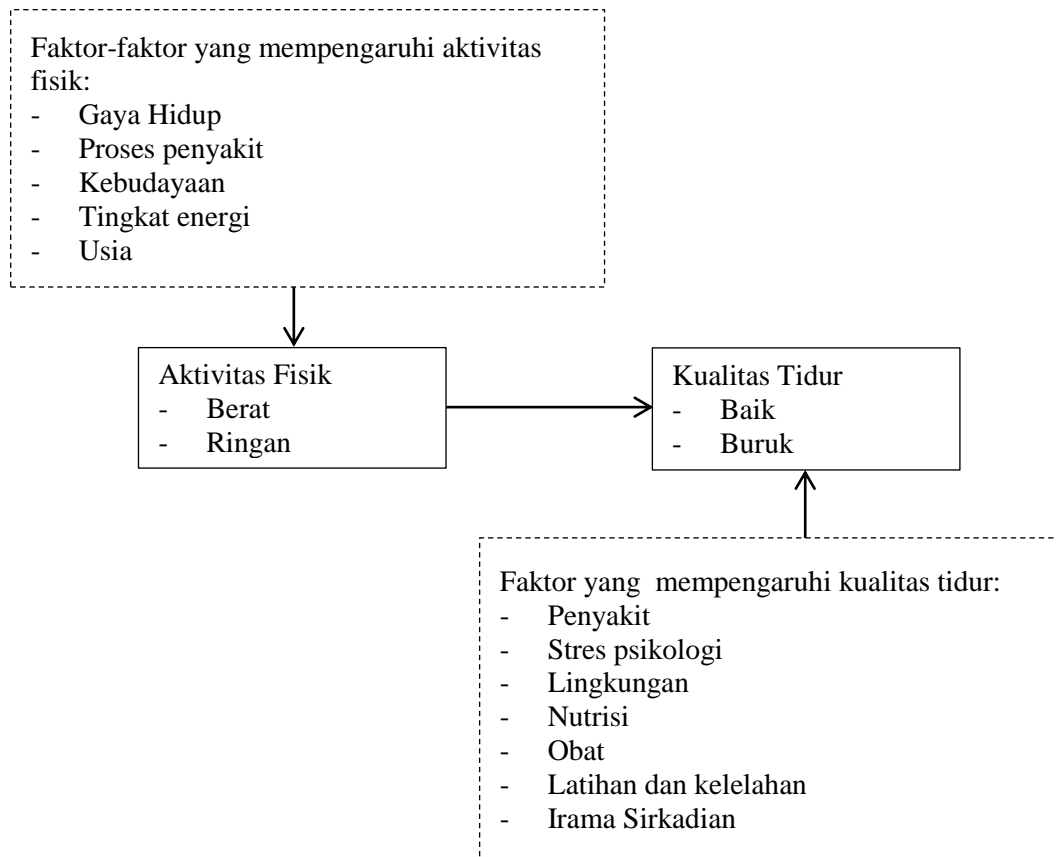 Faktor-faktor yang mempengaruhi aktivitas
fisik:
- Gaya Hidup
- Proses penyakit
- Kebudayaan
- Tingkat energi
- Usia
Aktivitas Fisik
- Berat
- Ringan
Kualitas Tidur
- Baik
- Buruk
Faktor yang mempengaruhi kualitas tidur:
- Penyakit
- Stres psikologi
- Lingkungan
- Nutrisi
- Obat
- Latihan dan kelelahan
- Irama Sirkadian